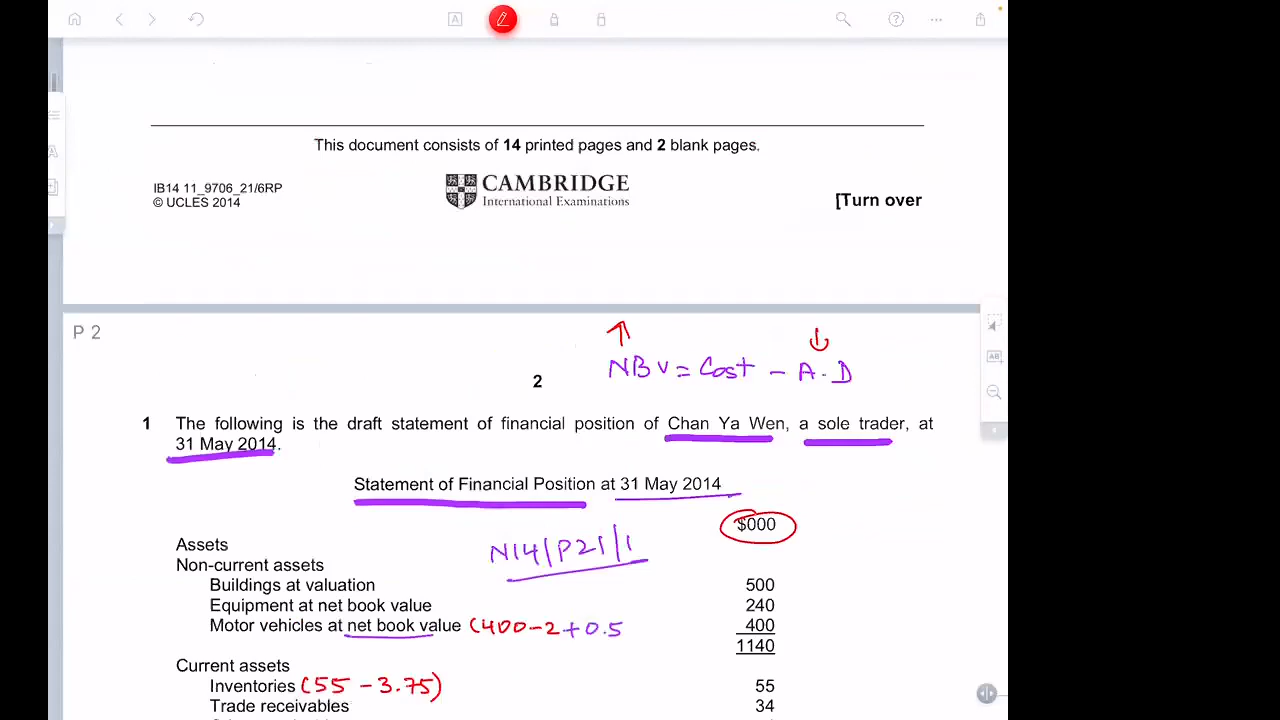 This document consists of 14 printed pages and 2 blank pages.
IB14 11_9706_21/6RP
© UCLES 2014
CAMBRIDGE
International Examinations
[Turn over
P 2
NBV = Cost - A.D
2
1 The following is the draft statement of financial position of Chan Ya Wen, a sole trader, at
31 May 2014.
Statement of Financial Position at 31 May 2014
$000
N14/P21/1
Assets
Non-current assets
Buildings at valuation 500
Equipment at net book value 240
Motor vehicles at net book value (400-2+0.5 400
1140
Current assets
Inventories (55 - 3.75) 55
Trade receivables 34